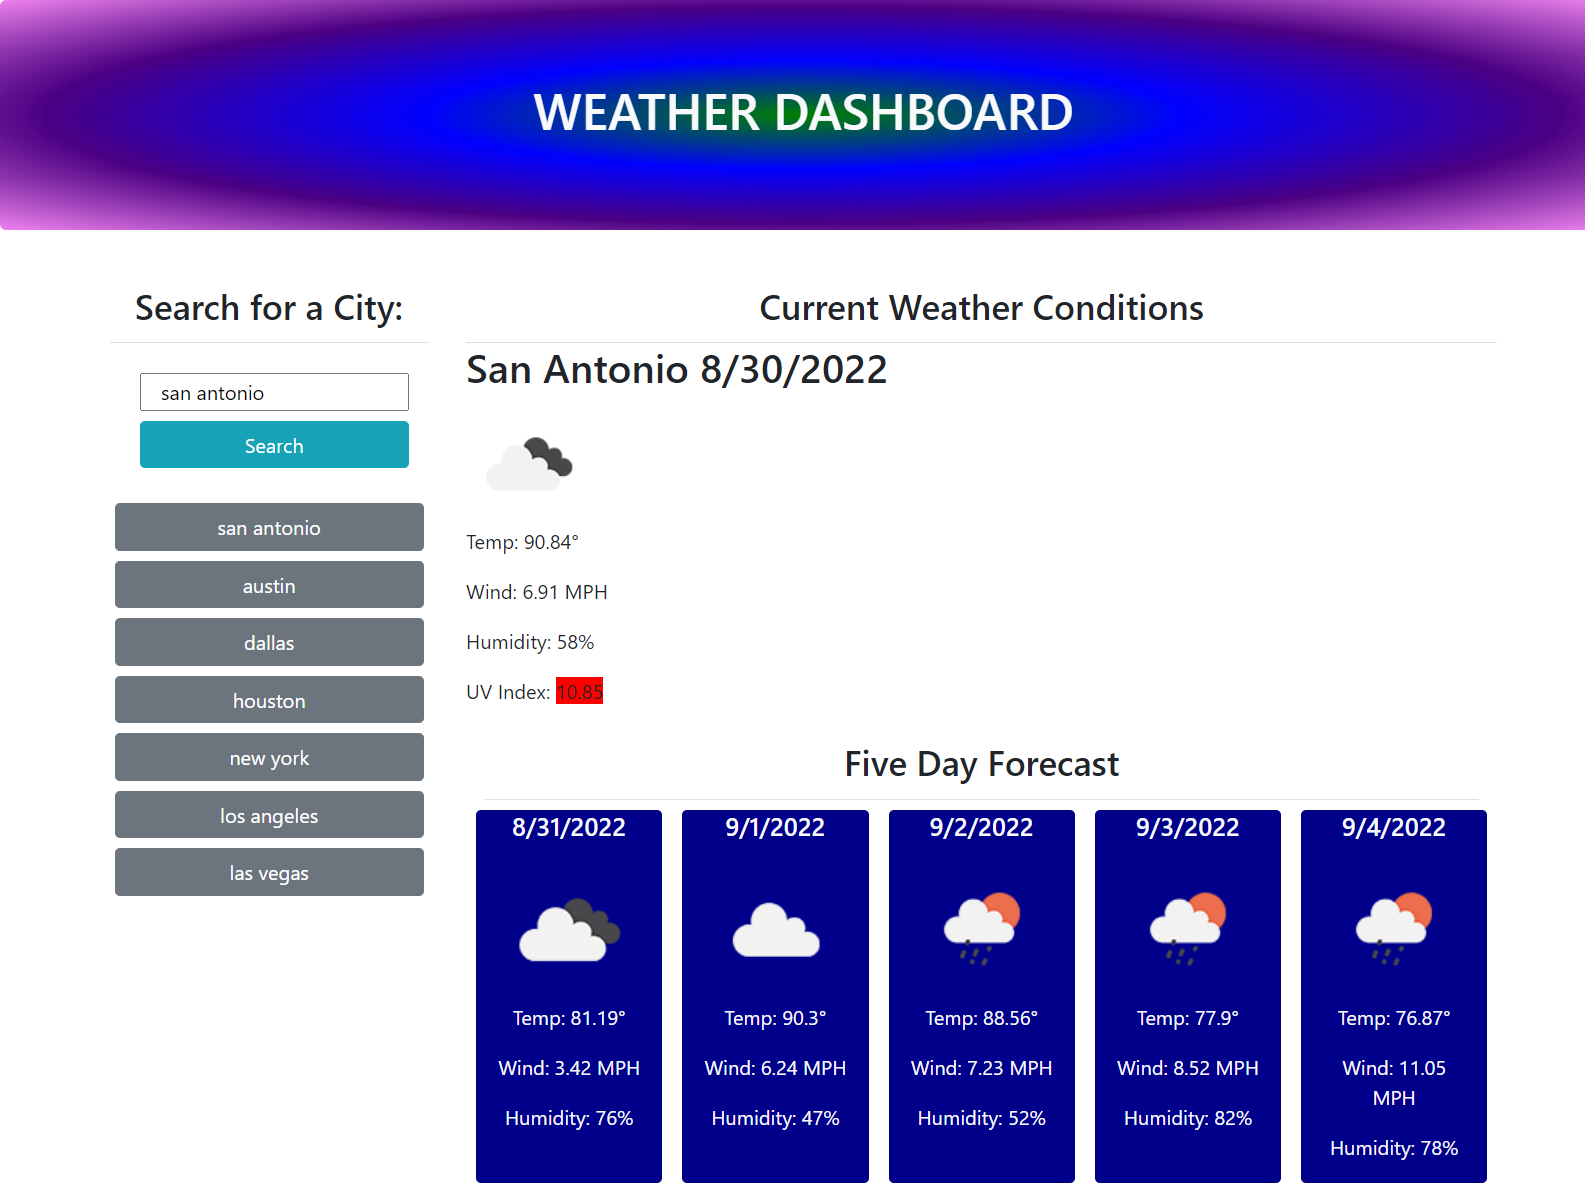 WEATHER DASHBOARD
Search for a City:
san antonio
Search
san antonio
austin
dallas
houston
new york
los angeles
las vegas
Current Weather Conditions
San Antonio 8/30/2022
Temp: 90.84°
Wind: 6.91 MPH
Humidity: 58%
UV Index: 10.85
Five Day Forecast
8/31/2022
Temp: 81.19°
Wind: 3.42 MPH
Humidity: 76%
9/1/2022
Temp: 90.3°
Wind: 6.24 MPH
Humidity: 47%
9/2/2022
Temp: 88.56°
Wind: 7.23 MPH
Humidity: 52%
9/3/2022
Temp: 77.9°
Wind: 8.52 MPH
Humidity: 82%
9/4/2022
Temp: 76.87°
Wind: 11.05
MPH
Humidity: 78%